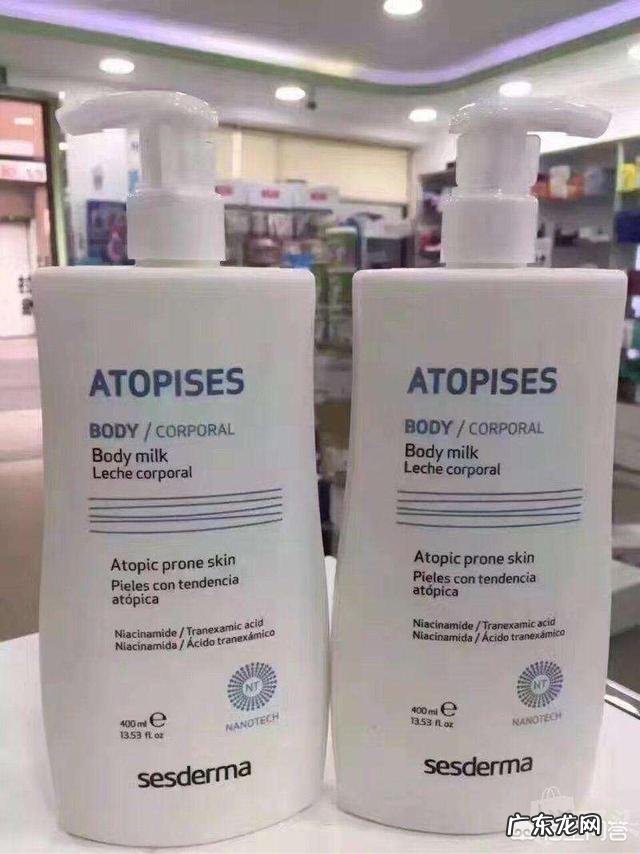 ATOPISES
BODY / CORPORAL
Body milk
Leche corporal
Atopic prone skin
Pieles con tendencia
atópica
Niacinamide / Tranexamic acid
Niacinamida / Ácido tranexámico
400 ml e
13.53 fl. oz
NT
NANOTECH
sesderma
ATOPISES
BODY / CORPORAL
Body milk
Leche corporal
Atopic prone skin
Pieles con tendencia
atópica
Niacinamide / Tranexamic acid
Niacinamida / Ácido tranexámico
400 ml e
13.53 fl. oz
NT
NANOTECH
sesderma
广东龙网